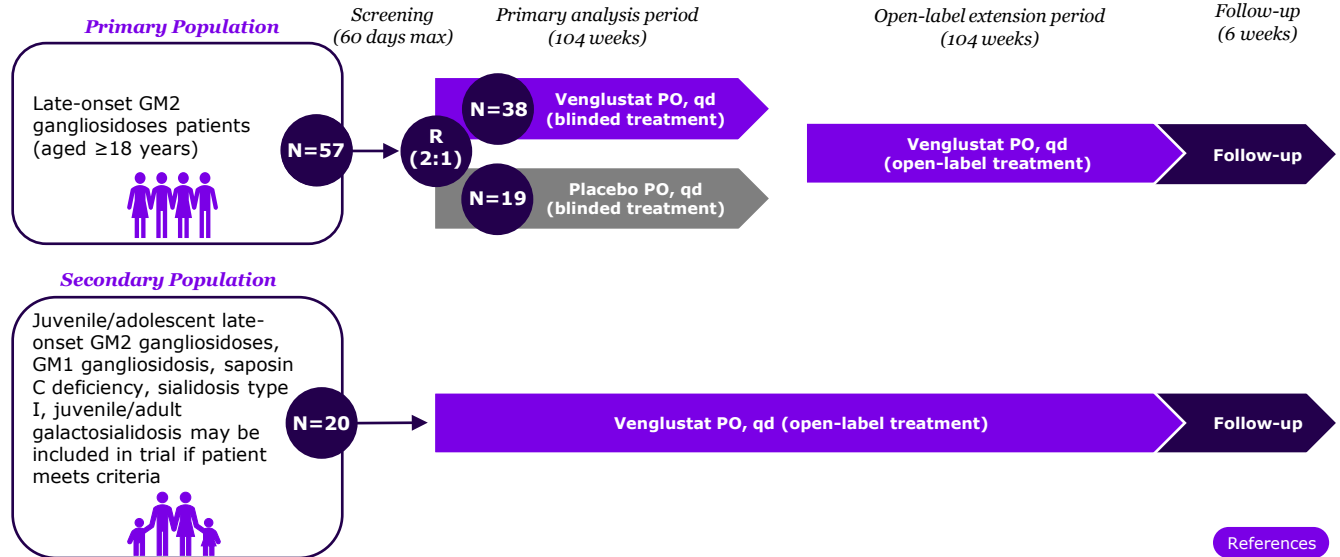 Primary Population
Screening
(60 days max)
Primary analysis period
(104 weeks)
Open-label extension period
(104 weeks)
Follow-up
(6 weeks)
Late-onset GM2
gangliosidoses patients
(aged ≥18 years)
N=57
R
(2:1)
N=38
Venglustat PO, qd
(blinded treatment)
N=19
Placebo PO, qd
(blinded treatment)
Venglustat PO, qd
(open-label treatment)
Follow-up
Secondary Population
Juvenile/adolescent late-
onset GM2 gangliosidoses,
GM1 gangliosidosis, saposin
C deficiency, sialidosis type
I, juvenile/adult
galactosialidosis may be
included in trial if patient
meets criteria
N=20
Venglustat PO, qd (open-label treatment)
Follow-up
References